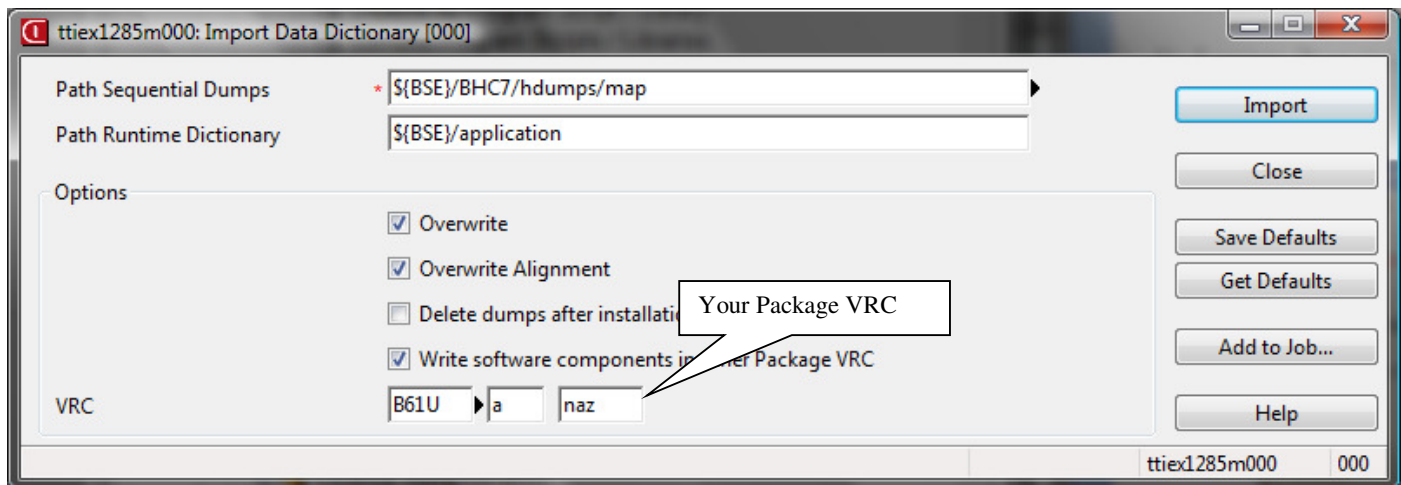 ttiex1285m000: Import Data Dictionary [000]
Path Sequential Dumps * ${BSE}/BHC7/hdumps/map
Import
Path Runtime Dictionary ${BSE}/application
Close
Options
Overwrite
Save Defaults
Overwrite Alignment
Get Defaults
Your Package VRC
Delete dumps after
Write software components in Package VRC
Add to Job...
VRC B61U a naz
Help
ttiex1285m000 000